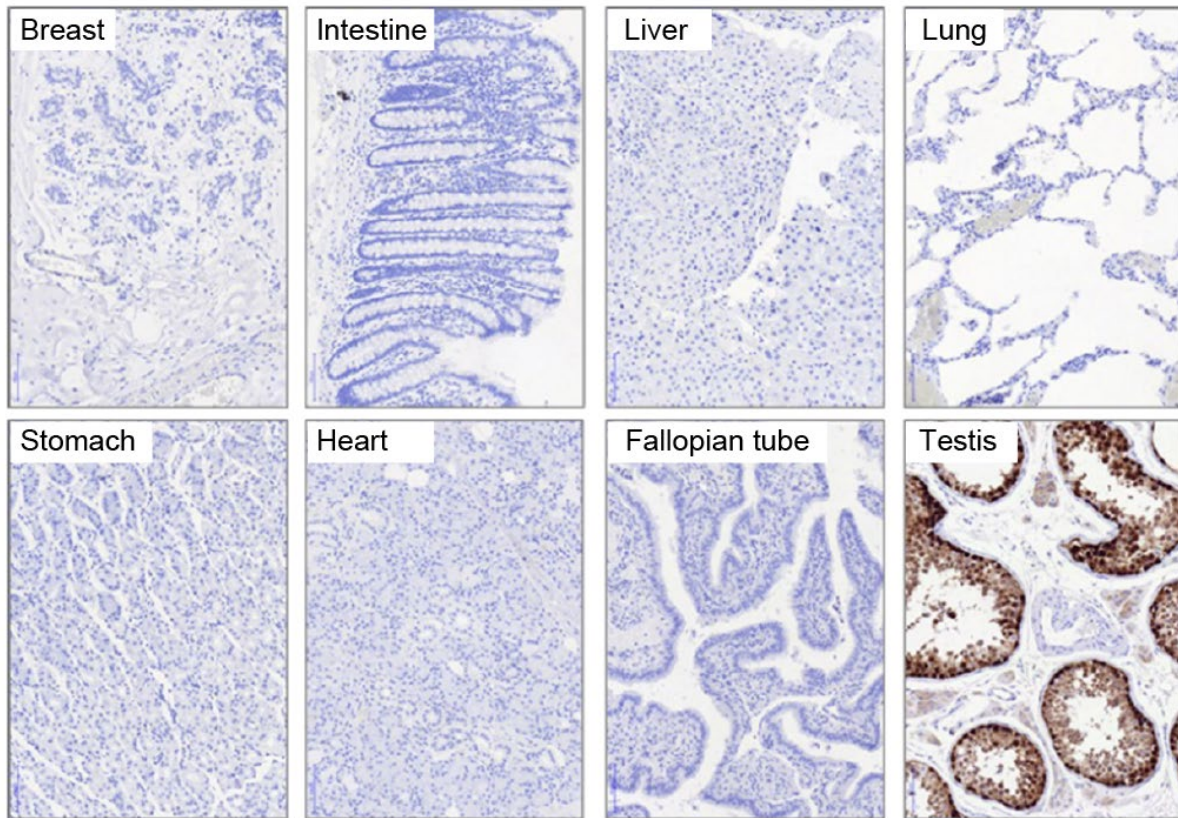 Breast
Intestine
Liver
Lung
Stomach
Heart
Fallopian tube
Testis